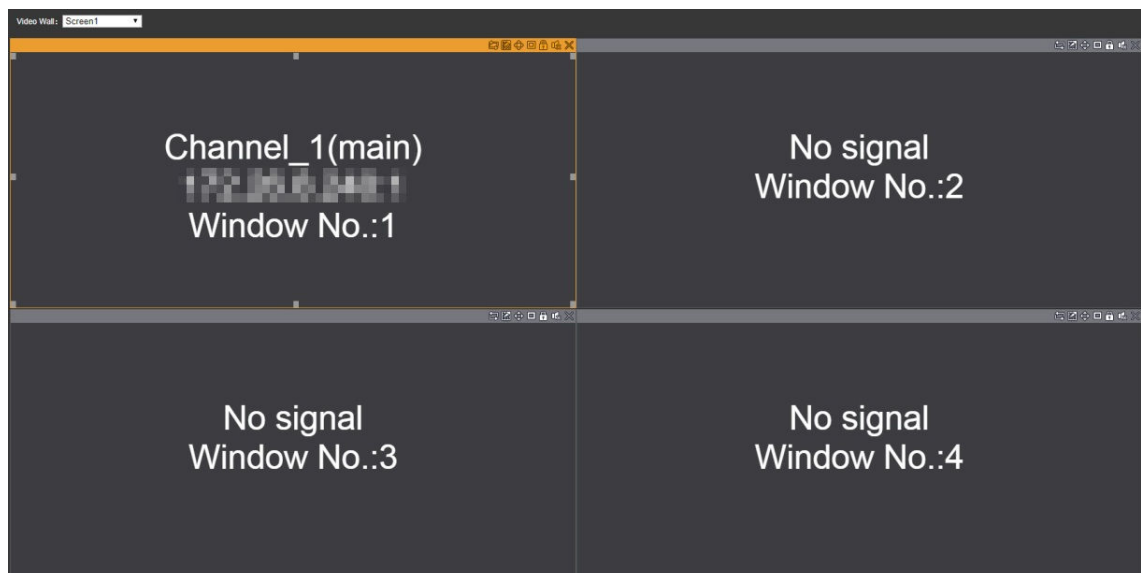 Video Wall: Screen1
Channel_1(main)
Window No.:1
No signal
Window No.:2
No signal
Window No.:3
No signal
Window No.:4